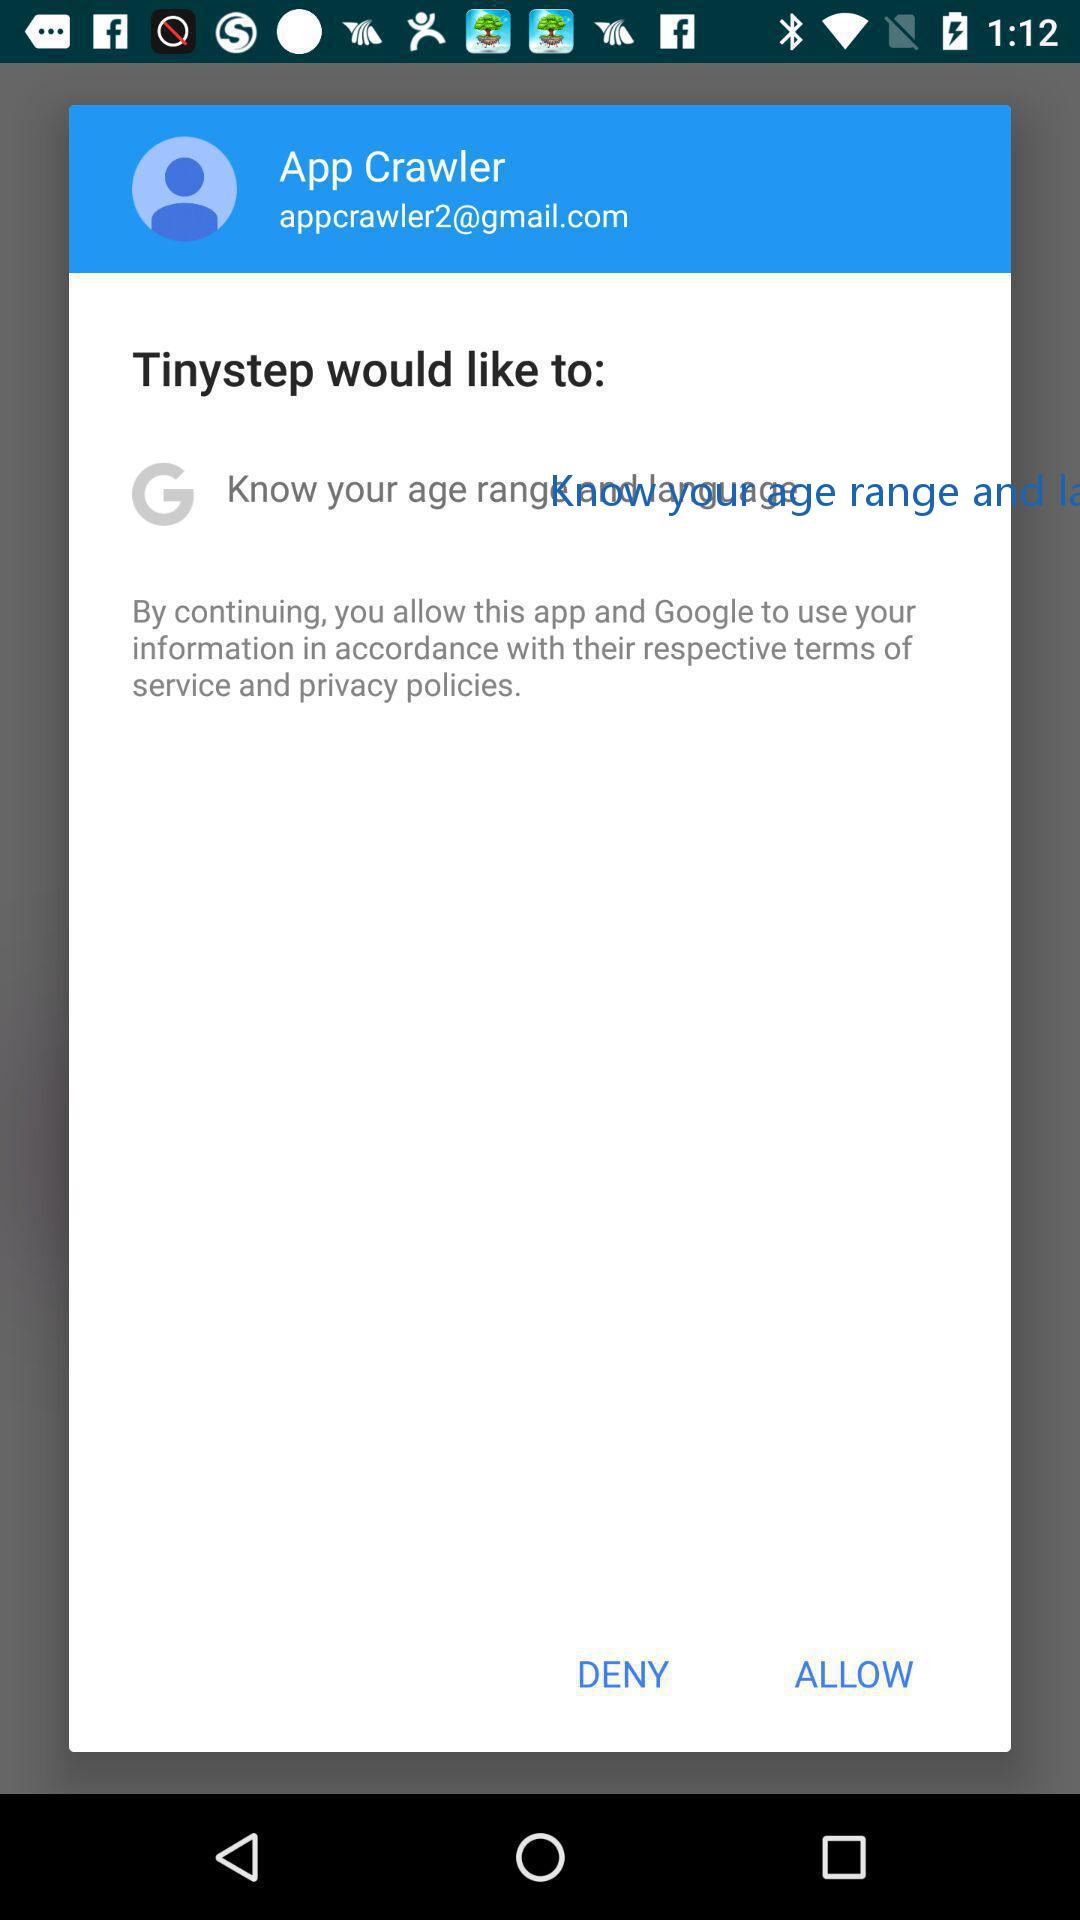 1:12
App Crawler
appcrawler2@gmail.com
Tinystep would like to:
Know your age range and language
Know your age range and la
By continuing, you allow this app and Google to use your
information in accordance with their respective terms of
service and privacy policies.
DENY ALLOW